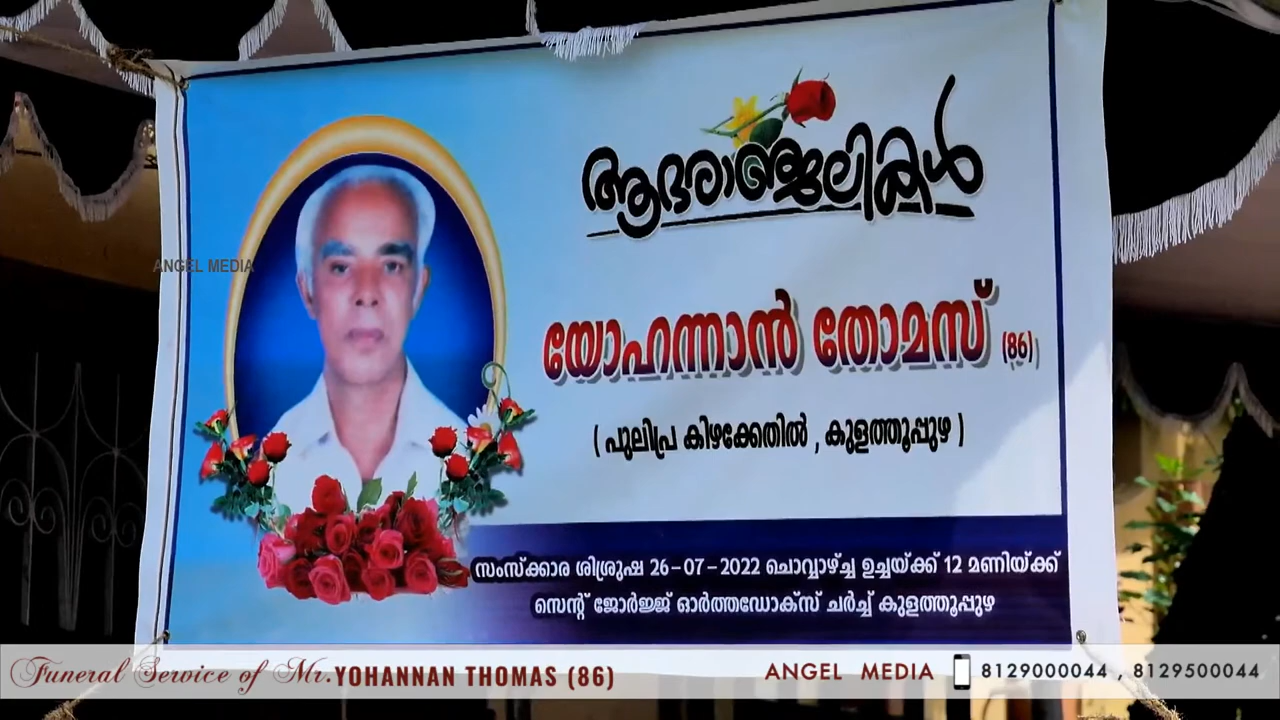 ആദരാഞ്ജലികൾ
യോഹന്നാൻ തോമസ് (86)
( പുലിപ്ര കിഴക്കേതിൽ , കുളത്തൂപ്പുഴ )
സംസ്ക്കാര ശിശ്രുഷ 26-07-2022 ചൊവ്വാഴ്ച്ച ഉച്ചയ്ക്ക് 12 മണിയ്ക്ക്
സെന്റ് ജോർജ്ജ് ഓർത്തഡോക്സ് ചർച്ച് കുളത്തൂപ്പുഴ
ANGEL MEDIA
Funeral Service of Mr. YOHANNAN THOMAS (86)
ANGEL MEDIA 8129000044 , 8129500044